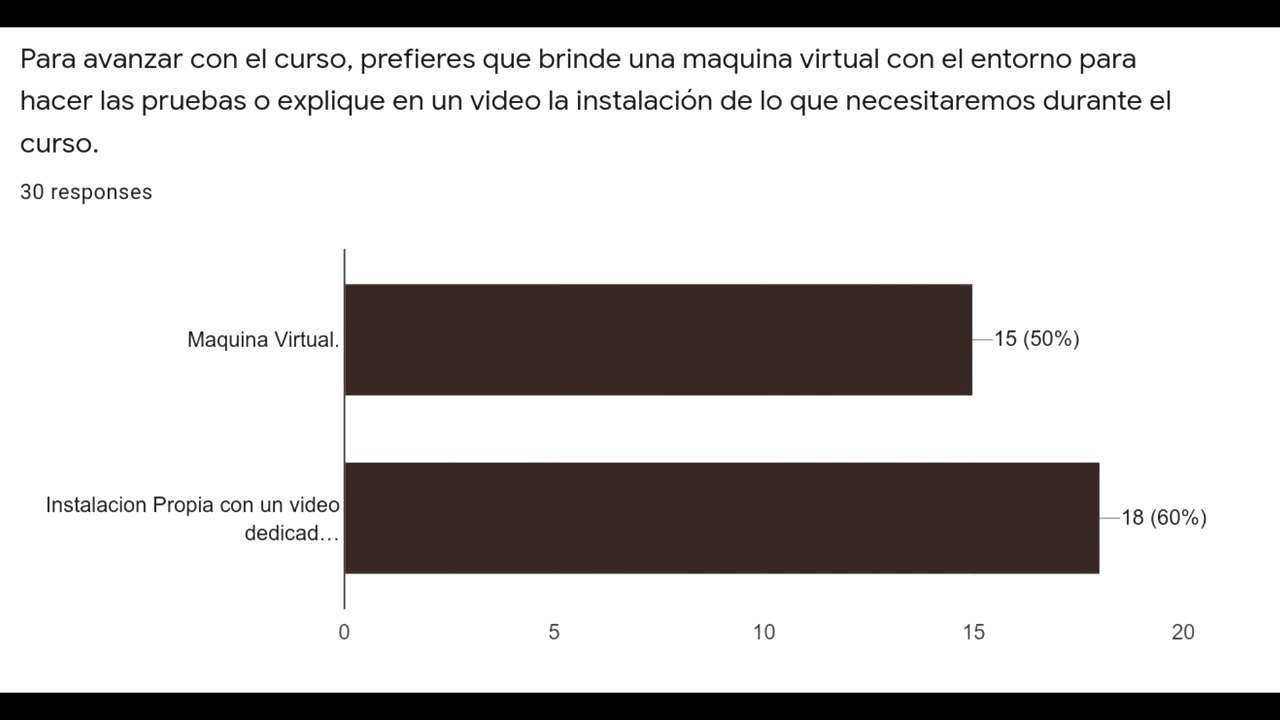 Para avanzar con el curso, prefieres que brinde una maquina virtual con el entorno para
hacer las pruebas o explique en un video la instalación de lo que necesitaremos durante el
curso.
30 responses
Maquina Virtual.
15 (50%)
Instalacion Propia con un video
dedicad…
18 (60%)
0 5 10 15 20